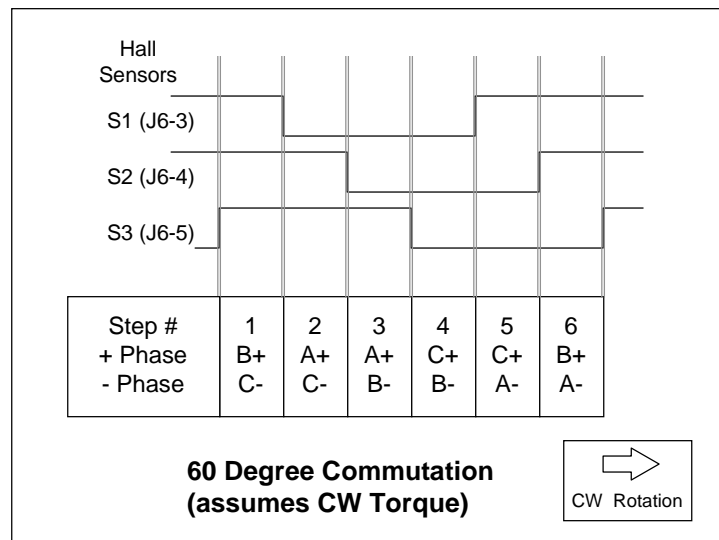 Hall
Sensors
S1 (J6-3)
S2 (J6-4)
S3 (J6-5)
Step # 1 2 3 4 5 6
+ Phase B+ A+ A+ C+ C+ B+
- Phase C- C- B- B- A- A-
60 Degree Commutation
(assumes CW Torque)
CW Rotation